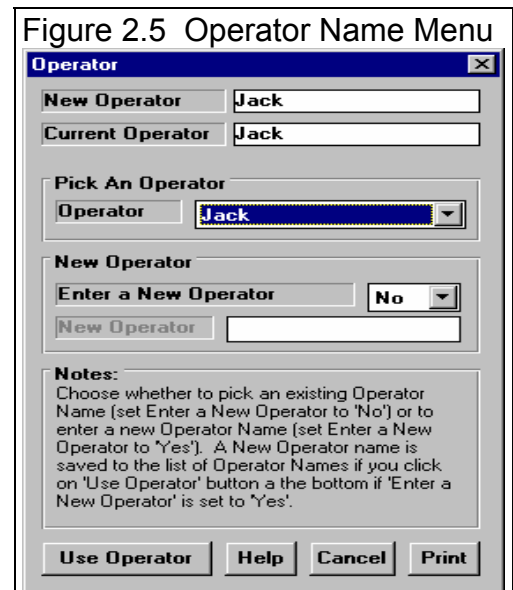 Figure 2.5  Operator Name Menu
Operator
New Operator Jack
Current Operator Jack
Pick An Operator
Operator Jack
New Operator
Enter a New Operator No
New Operator
Notes:
Choose whether to pick an existing Operator
Name (set Enter a New Operator to 'No') or to
enter a new Operator Name (set Enter a New
Operator to 'Yes').  A New Operator name is
saved to the list of Operator Names if you click
on 'Use Operator' button a the bottom if 'Enter a
New Operator' is set to 'Yes'.
Use Operator Help Cancel Print